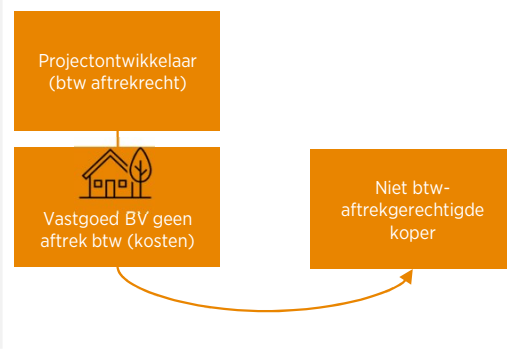 Projectontwikkelaar
(btw aftrekrecht)
Vastgoed BV geen
aftrek btw (kosten)
Niet btw-
aftrekgerechtigde
koper